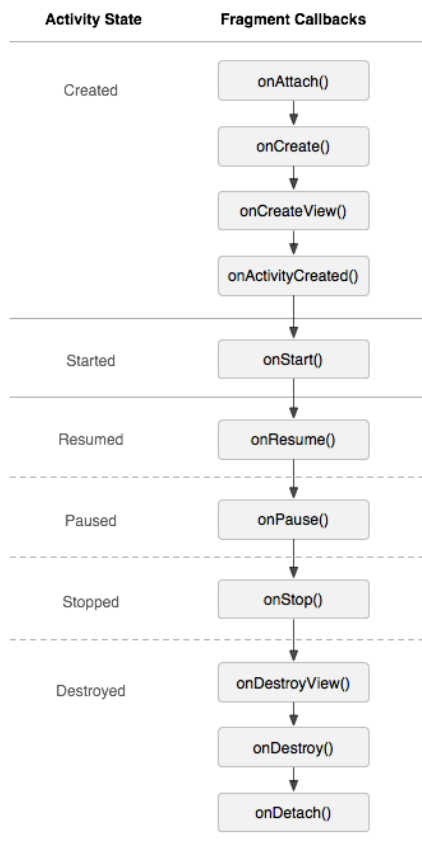 Activity State Fragment Callbacks
Created
onAttach()
onCreate()
onCreateView()
onActivityCreated()
Started
onStart()
Resumed
onResume()
Paused
onPause()
Stopped
onStop()
Destroyed
onDestroyView()
onDestroy()
onDetach()